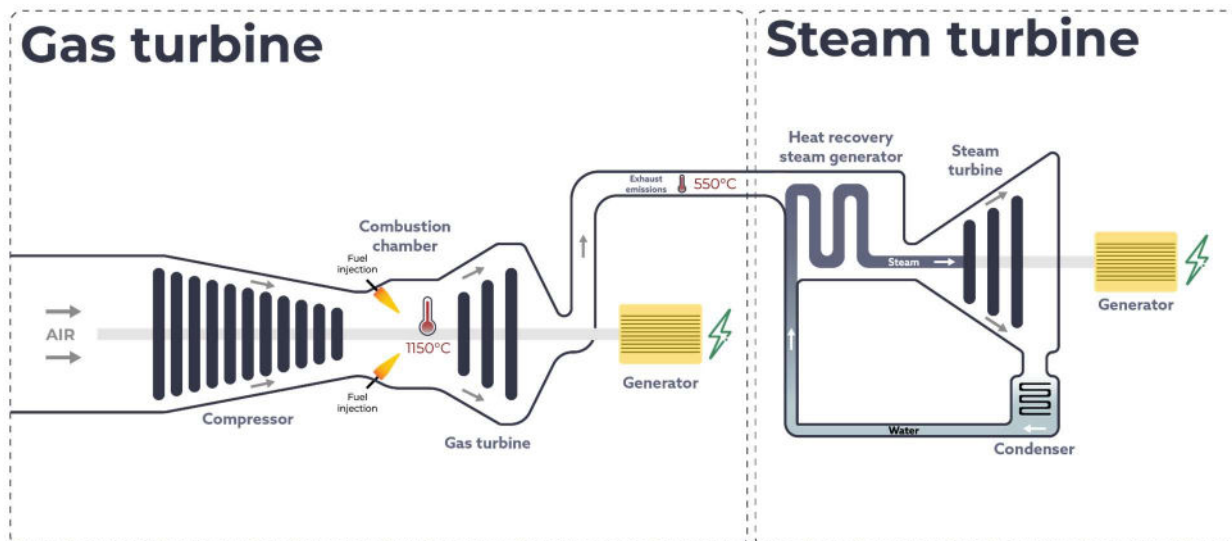 Gas turbine
Steam turbine
Heat recovery
steam generator
Steam
turbine
Exhaust
emissions
550°C
Combustion
chamber
Fuel
injection
Steam
AIR
1150°C
Generator
Generator
Fuel
injection
Compressor
Gas turbine
Water
Condenser